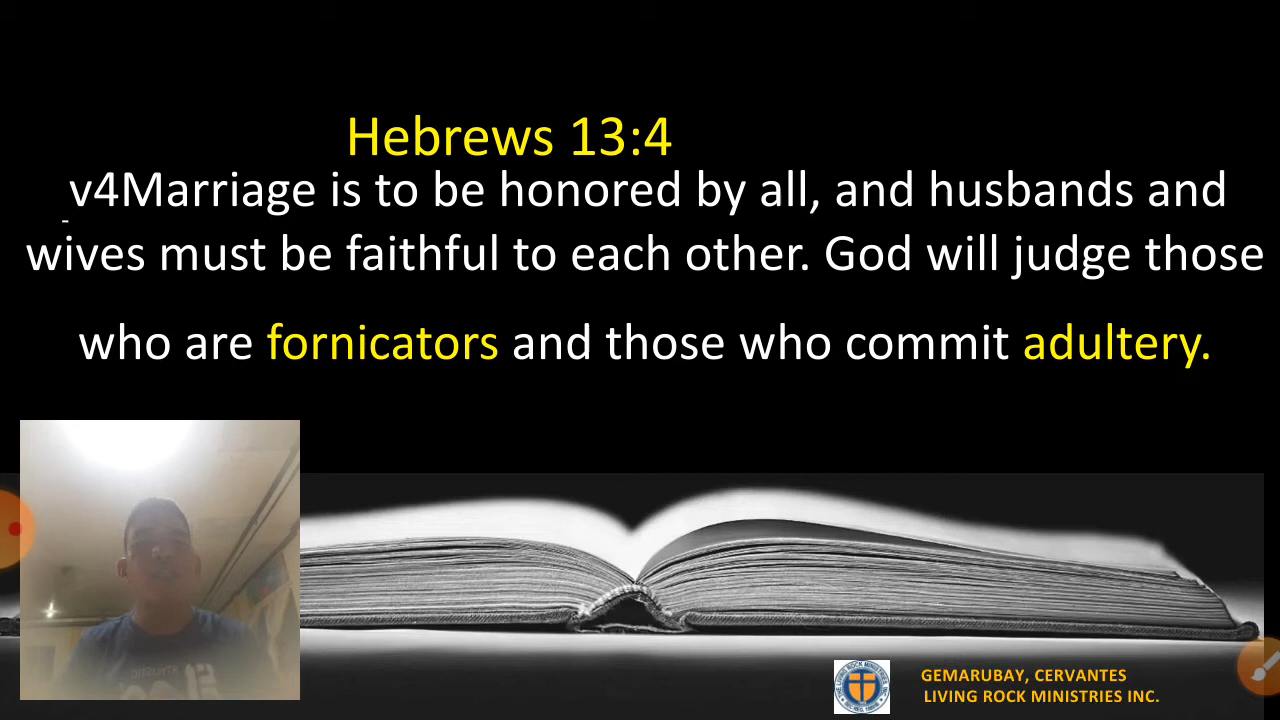 Hebrews 13:4
v4Marriage is to be honored by all, and husbands and
wives must be faithful to each other. God will judge those
who are fornicators and those who commit adultery.
GEMARUBAY, CERVANTES
LIVING ROCK MINISTRIES INC.